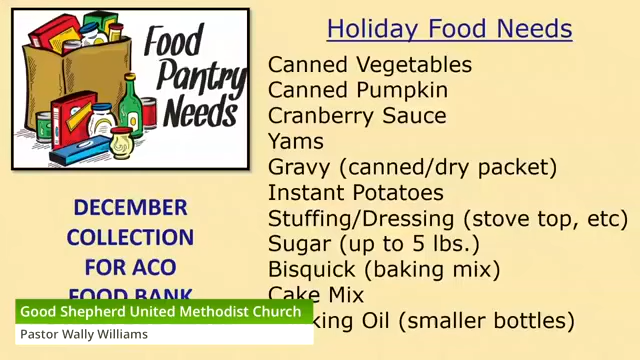 Food
Pantry
Needs
DECEMBER
COLLECTION
FOR ACO
FOOD BANK
Holiday Food Needs
Canned Vegetables
Canned Pumpkin
Cranberry Sauce
Yams
Gravy (canned/dry packet)
Instant Potatoes
Stuffing/Dressing (stove top, etc)
Sugar (up to 5 lbs.)
Bisquick (baking mix)
Cake Mix
king Oil (smaller bottles)
Good Shepherd United Methodist Church
Pastor Wally Williams